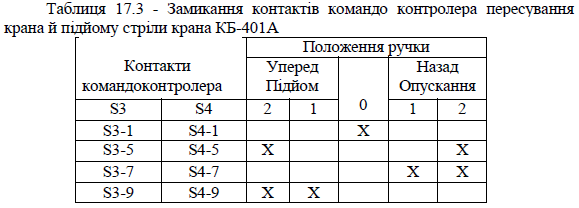 Таблиця 17.3 - Замикання контактів командо контролера пересування
крана й підйому стріли крана КБ-401А
Контакти командоконтролера Положення ручки
Уперед Підйом 0 Назад Опускання
S3 S4 2 1 1 2
S3-1 S4-1 X
S3-5 S4-5 X X
S3-7 S4-7 X X
S3-9 S4-9 X X